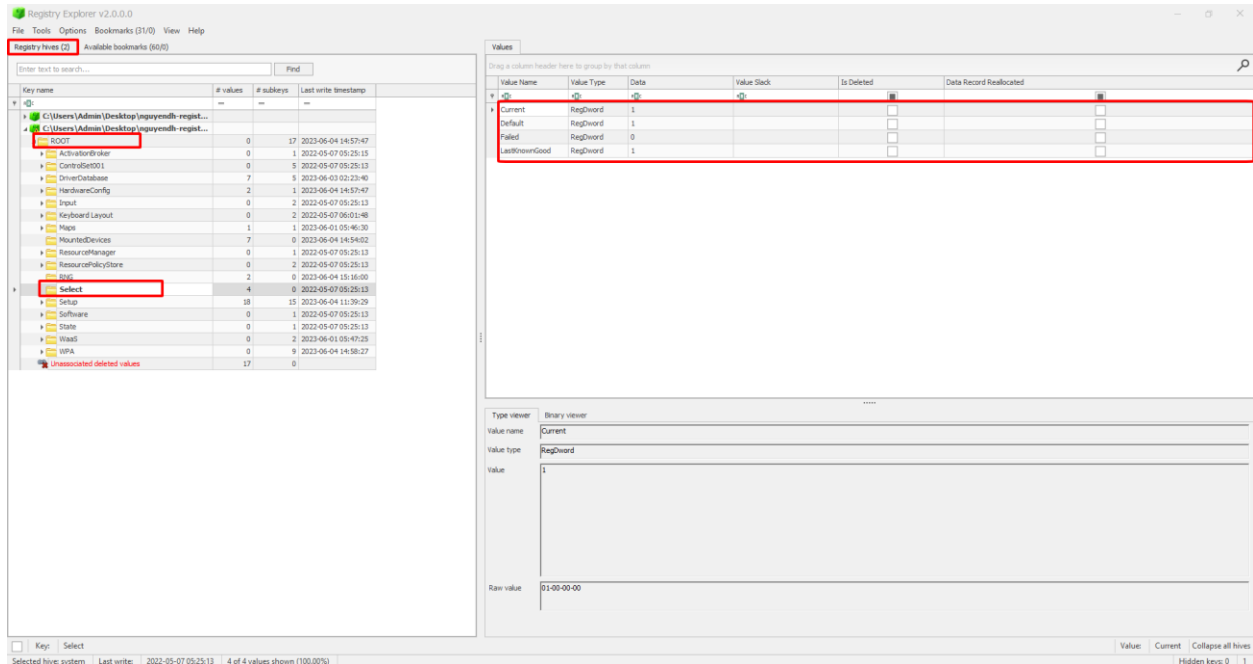 Registry Explorer v2.0.0.0
File Tools Options Bookmarks (31/0) View Help
Registry hives (2) Available bookmarks (60/0)
Enter text to search... Find
Key name # values # subkeys Last write timestamp
C:\Users\Admin\Desktop\nguyendh-regist...
C:\Users\Admin\Desktop\nguyendh-regist...
ROOT 0 17 2023-06-04 14:57:47
ActivationBroker 0 1 2022-05-07 05:25:15
ControlSet001 0 5 2022-05-07 05:25:13
DriverDatabase 7 5 2023-06-03 02:23:40
HardwareConfig 2 1 2023-06-04 14:57:47
Input 0 2 2022-05-07 05:25:13
Keyboard Layout 0 2 2022-05-07 06:01:48
Maps 1 1 2023-06-01 05:46:30
MountedDevices 7 0 2023-06-04 14:54:02
ResourceManager 0 1 2022-05-07 05:25:13
ResourcePolicyStore 0 2 2022-05-07 05:25:13
RNG 2 0 2023-06-04 15:16:00
Select 4 0 2022-05-07 05:25:13
Setup 18 15 2023-06-04 11:39:29
Software 0 1 2022-05-07 05:25:13
State 0 1 2022-05-07 05:25:13
WaaS 0 2 2023-06-01 05:47:25
WPA 0 9 2023-06-04 14:58:27
Unassociated deleted values 17 0
Values
Drag a column header here to group by that column
Value Name Value Type Data Value Slack Is Deleted Data Record Reallocated
Current RegDword 1
Default RegDword 1
Failed RegDword 0
LastKnownGood RegDword 1
Type viewer Binary viewer
Value name Current
Value type RegDword
Value 1
Raw value 01-00-00-00
Key: Select
Value: Current Collapse all hives
Selected hive: system Last write: 2022-05-07 05:25:13 4 of 4 values shown (100.00%)
Hidden keys: 0 1